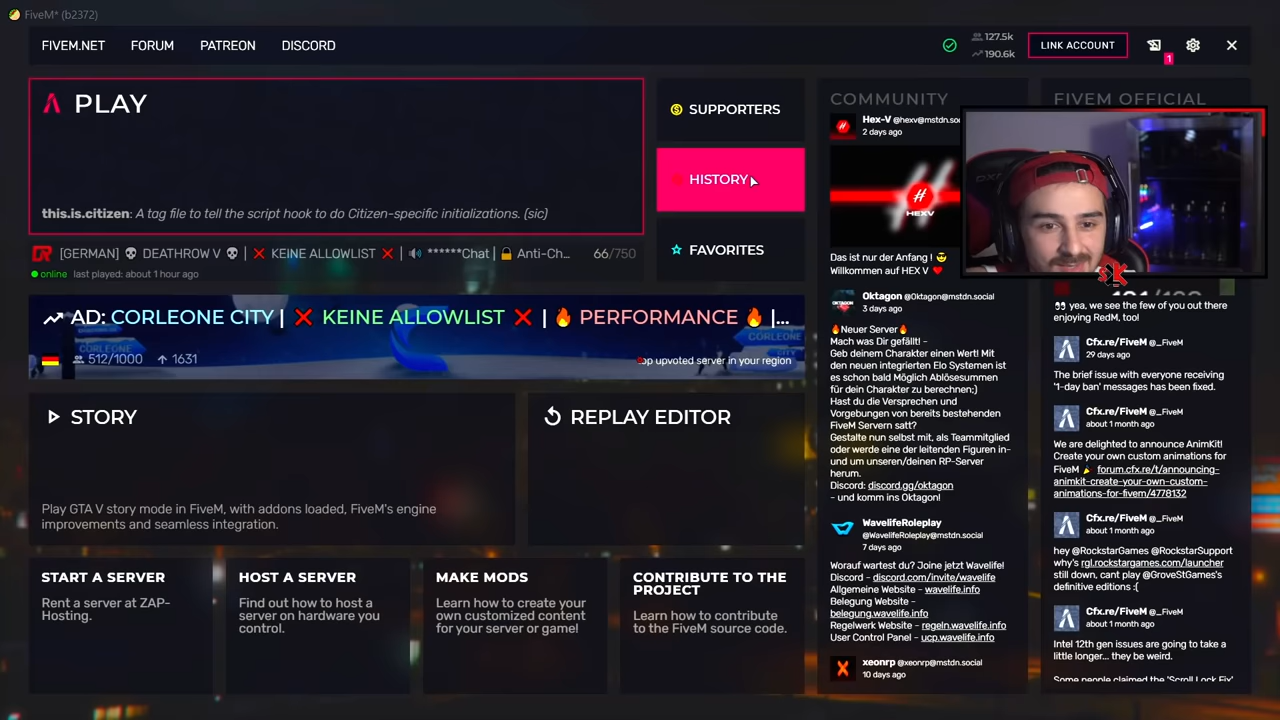 FiveM* (b2372)
FIVEM.NET
FORUM
PATREON
DISCORD
127.5k
190.6k
LINK ACCOUNT
1
PLAY
this.is.citizen: A tag file to tell the script hook to do Citizen-specific initializations. (sic)
[GERMAN] 💀 DEATHROW V 💀 | ❌ KEINE ALLOWLIST ❌ | 🔊 ******Chat | 🔒 Anti-Ch...
66/750
online last played: about 1 hour ago
SUPPORTERS
HISTORY
FAVORITES
AD: CORLEONE CITY | ❌ KEINE ALLOWLIST ❌ | 🔥 PERFORMANCE 🔥 |...
512/1000
1631
op upvoted server in your region
STORY
Play GTA V story mode in FiveM, with addons loaded, FiveM's engine
improvements and seamless integration.
REPLAY EDITOR
START A SERVER
Rent a server at ZAP-
Hosting.
HOST A SERVER
Find out how to host a
server on hardware you
control.
MAKE MODS
Learn how to create your
own customized content
for your server or game!
CONTRIBUTE TO THE
PROJECT
Learn how to contribute
to the FiveM source code.
COMMUNITY
Hex-V @hexv@mstdn.so
2 days ago
HEXV
Das ist nur der Anfang ! 😎
Willkommen auf HEX V ❤️
Oktagon @Oktagon@mstdn.social
3 days ago
🔥Neuer Server🔥
Mach was Dir gefällt! -
Geb deinem Charakter einen Wert! Mit
den neuen integrierten Elo Systemen ist
es schon bald Möglich Ablösesummen
für dein Charakter zu berechnen;)
Hast du die Versprechen und
Vorgebungen von bereits bestehenden
FiveM Servern satt?
Gestalte nun selbst mit, als Teammitglied
oder werde eine der leitenden Figuren in-
und um unseren/deinen RP-Server
herum.
Discord: discord.gg/oktagon
- und komm ins Oktagon!
WavelifeRoleplay
@WavelifeRoleplay@mstdn.social
7 days ago
Worauf wartest du? Joine jetzt Wavelife!
Discord - discord.com/invite/wavelife
Allgemeine Website - wavelife.info
Belegung Website -
belegung.wavelife.info
Regelwerk Website - regeln.wavelife.info
User Control Panel - ucp.wavelife.info
xeonrp @xeonrp@mstdn.social
10 days ago
FIVEM OFFICIAL
👀 yea, we see the few of you out there
enjoying RedM, too!
Cfx.re/FiveM @_FiveM
29 days ago
The brief issue with everyone receiving
'1-day ban' messages has been fixed.
Cfx.re/FiveM @_FiveM
about 1 month ago
We are delighted to announce AnimKit!
Create your own custom animations for
FiveM 🎉 forum.cfx.re/t/announcing-
animkit-create-your-own-custom-
animations-for-fivem/4778132
Cfx.re/FiveM @_FiveM
about 1 month ago
hey @RockstarGames @RockstarSupport
why's rgl.rockstargames.com/launcher
still down, cant play @GroveStGames's
definitive editions :(
Cfx.re/FiveM @_FiveM
about 1 month ago
Intel 12th gen issues are going to take a
little longer... they be weird.
Some people claimed the 'Scroll Lock Fix'